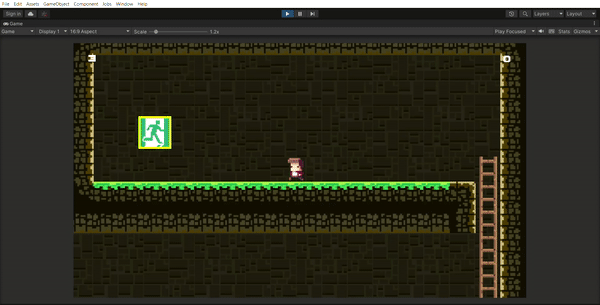 File Edit Assets GameObject Component Jobs Window Help
Sign in Layers Layout
Game
Game Display 1 16:9 Aspect Scale 1.2x Play Focused Stats Gizmos